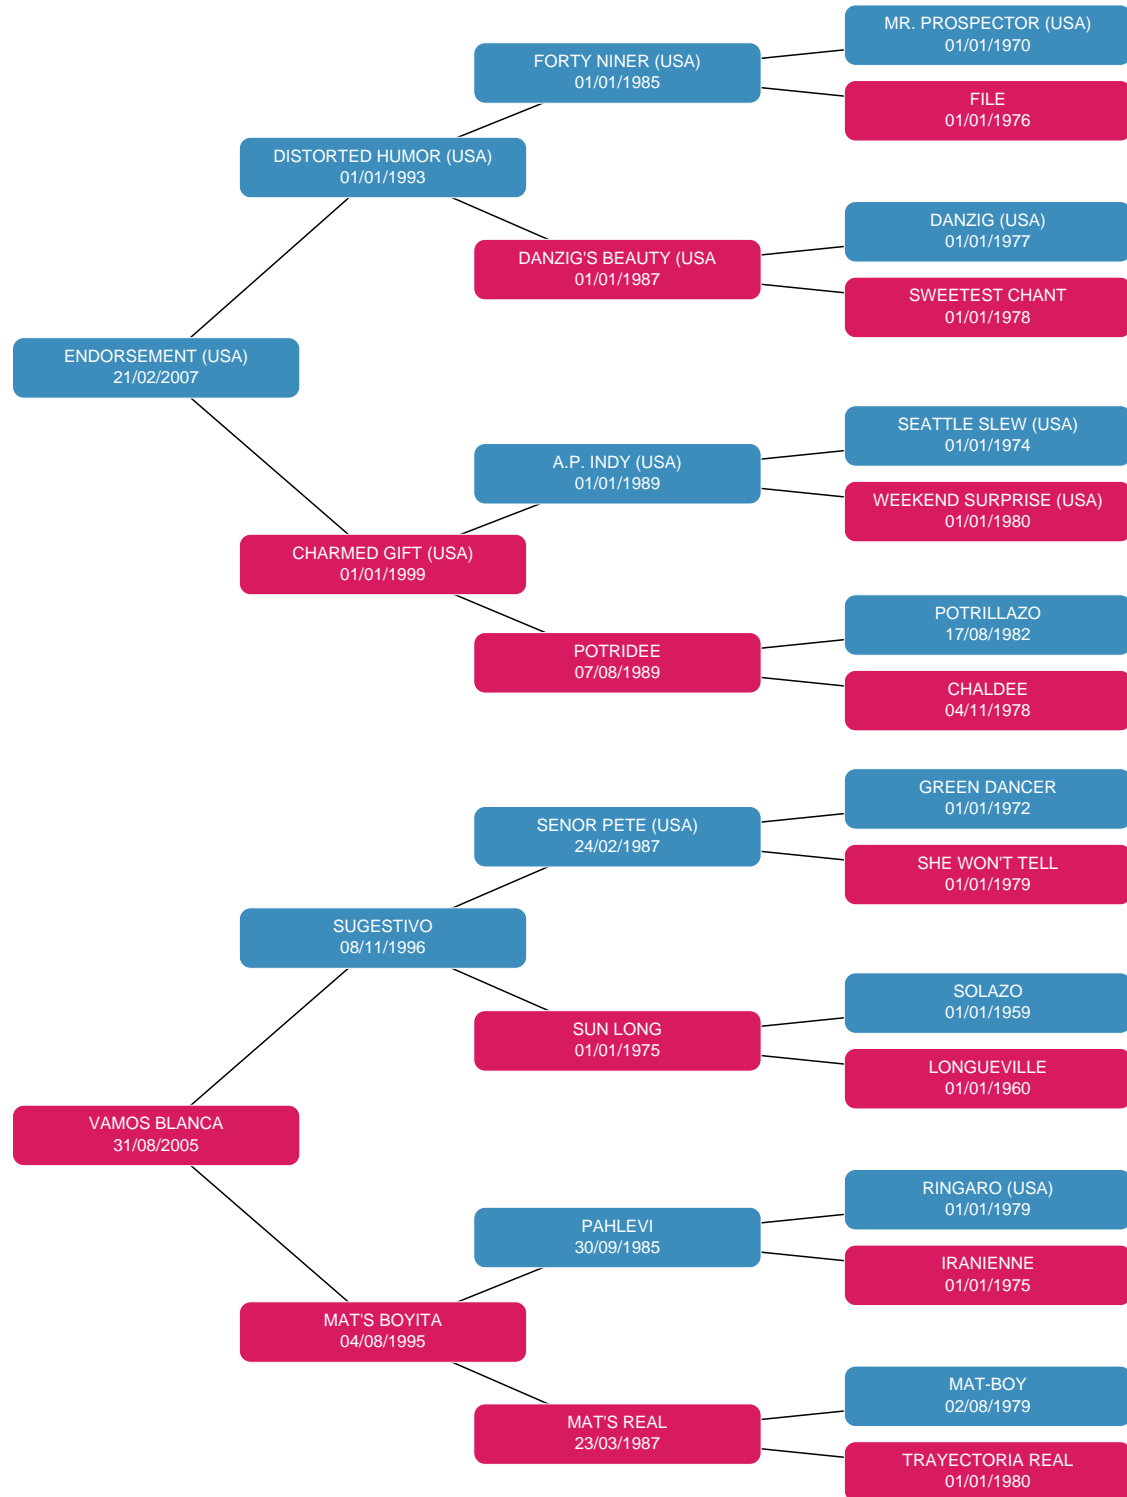 MR. PROSPECTOR (USA)
01/01/1970
FORTY NINER (USA)
01/01/1985
FILE
01/01/1976
DISTORTED HUMOR (USA)
01/01/1993
DANZIG (USA)
01/01/1977
DANZIG'S BEAUTY (USA
01/01/1987
SWEETEST CHANT
01/01/1978
ENDORSEMENT (USA)
21/02/2007
SEATTLE SLEW (USA)
01/01/1974
A.P. INDY (USA)
01/01/1989
WEEKEND SURPRISE (USA)
01/01/1980
CHARMED GIFT (USA)
01/01/1999
POTRILLAZO
17/08/1982
POTRIDEE
07/08/1989
CHALDEE
04/11/1978
GREEN DANCER
01/01/1972
SENOR PETE (USA)
24/02/1987
SHE WON'T TELL
01/01/1979
SUGESTIVO
08/11/1996
SOLAZO
01/01/1959
SUN LONG
01/01/1975
LONGUEVILLE
01/01/1960
VAMOS BLANCA
31/08/2005
RINGARO (USA)
01/01/1979
PAHLEVI
30/09/1985
IRANIENNE
01/01/1975
MAT'S BOYITA
04/08/1995
MAT-BOY
02/08/1979
MAT'S REAL
23/03/1987
TRAYECTORIA REAL
01/01/1980